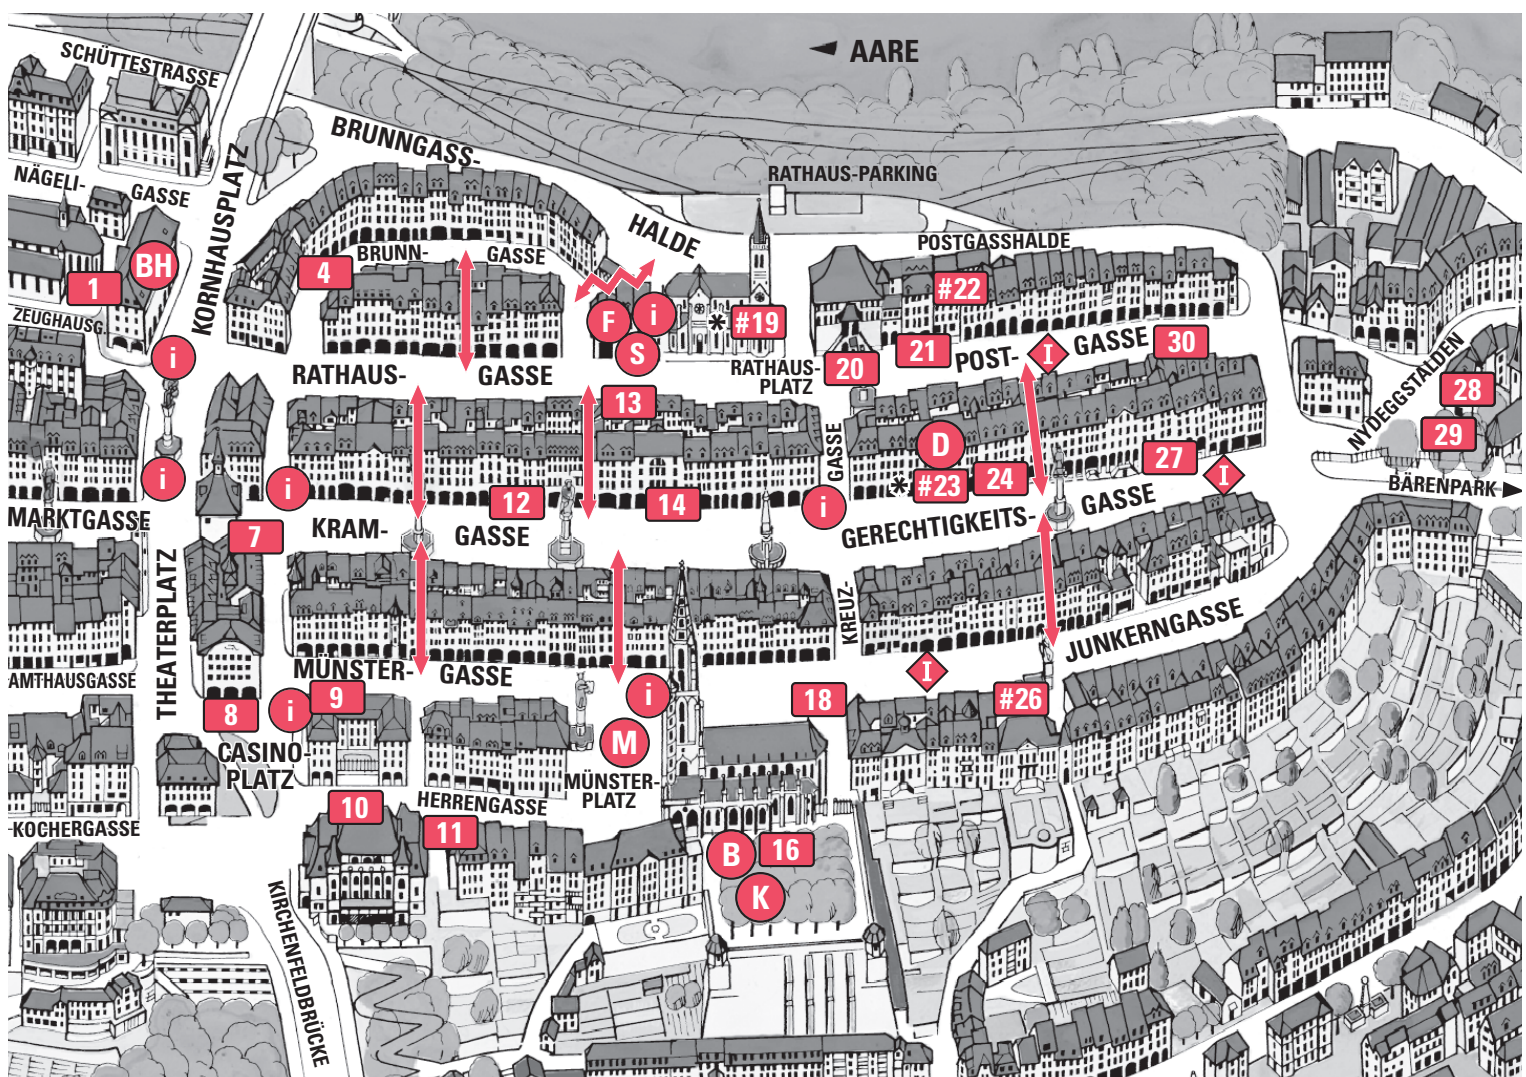 AARE
SCHÜTTESTRASSE
BRUNNGASS-
HALDE
NÄGELI-
GASSE
KORNHAUSPLATZ
RATHAUS-PARKING
POSTGASSHALDE
BRUNN-
GASSE
BH
1
4
ZEUGHAUSG.
F
i
S
*
#19
#22
20
21
POST-
I
GASSE
30
RATHAUS-
PLATZ
NYDEGGSTALDEN
28
29
i
RATHAUS-
GASSE
13
GASSE
D
*
#23
24
27
I
BÄRENPARK
i
i
12
14
i
MARKTGASSE
THEATERPLATZ
7
KRAM-
GASSE
GERECHTIGKEITS-
GASSE
KREUZ-
JUNKERNGASSE
AMTHAUSGASSE
MÜNSTER-
GASSE
8
i
9
i
18
I
#26
M
CASINO-
PLATZ
MÜNSTER-
PLATZ
HERRENGASSE
10
11
KOCHERGASSE
B
16
K
KIRCHENFELDBRÜCKE